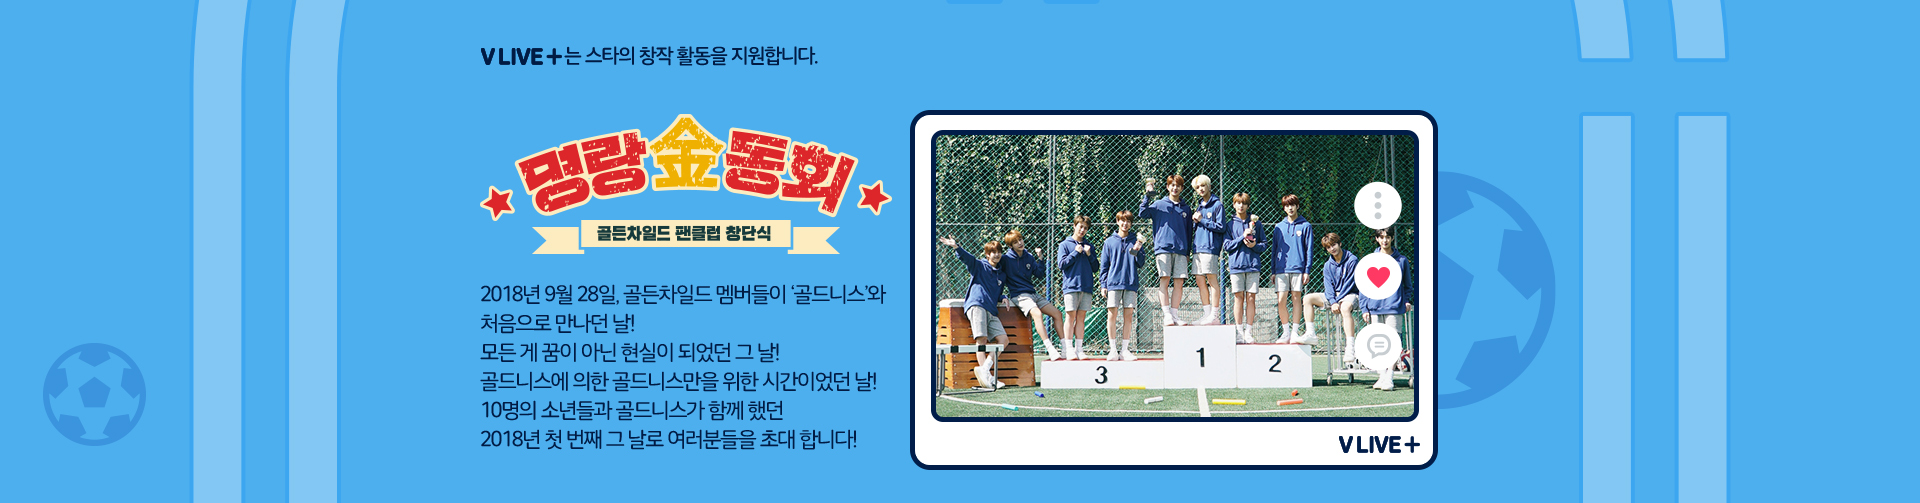 V LIVE+는 스타의 창작 활동을 지원합니다.
명랑金동회
골든차일드 팬클럽 창단식
2018년 9월 28일, 골든차일드 멤버들이 ‘골드니스’와
처음으로 만나던 날!
모든 게 꿈이 아닌 현실이 되었던 그 날!
골드니스에 의한 골드니스만을 위한 시간이었던 날!
10명의 소년들과 골드니스가 함께 했던
2018년 첫 번째 그 날로 여러분들을 초대 합니다!
3 1 2
V LIVE+